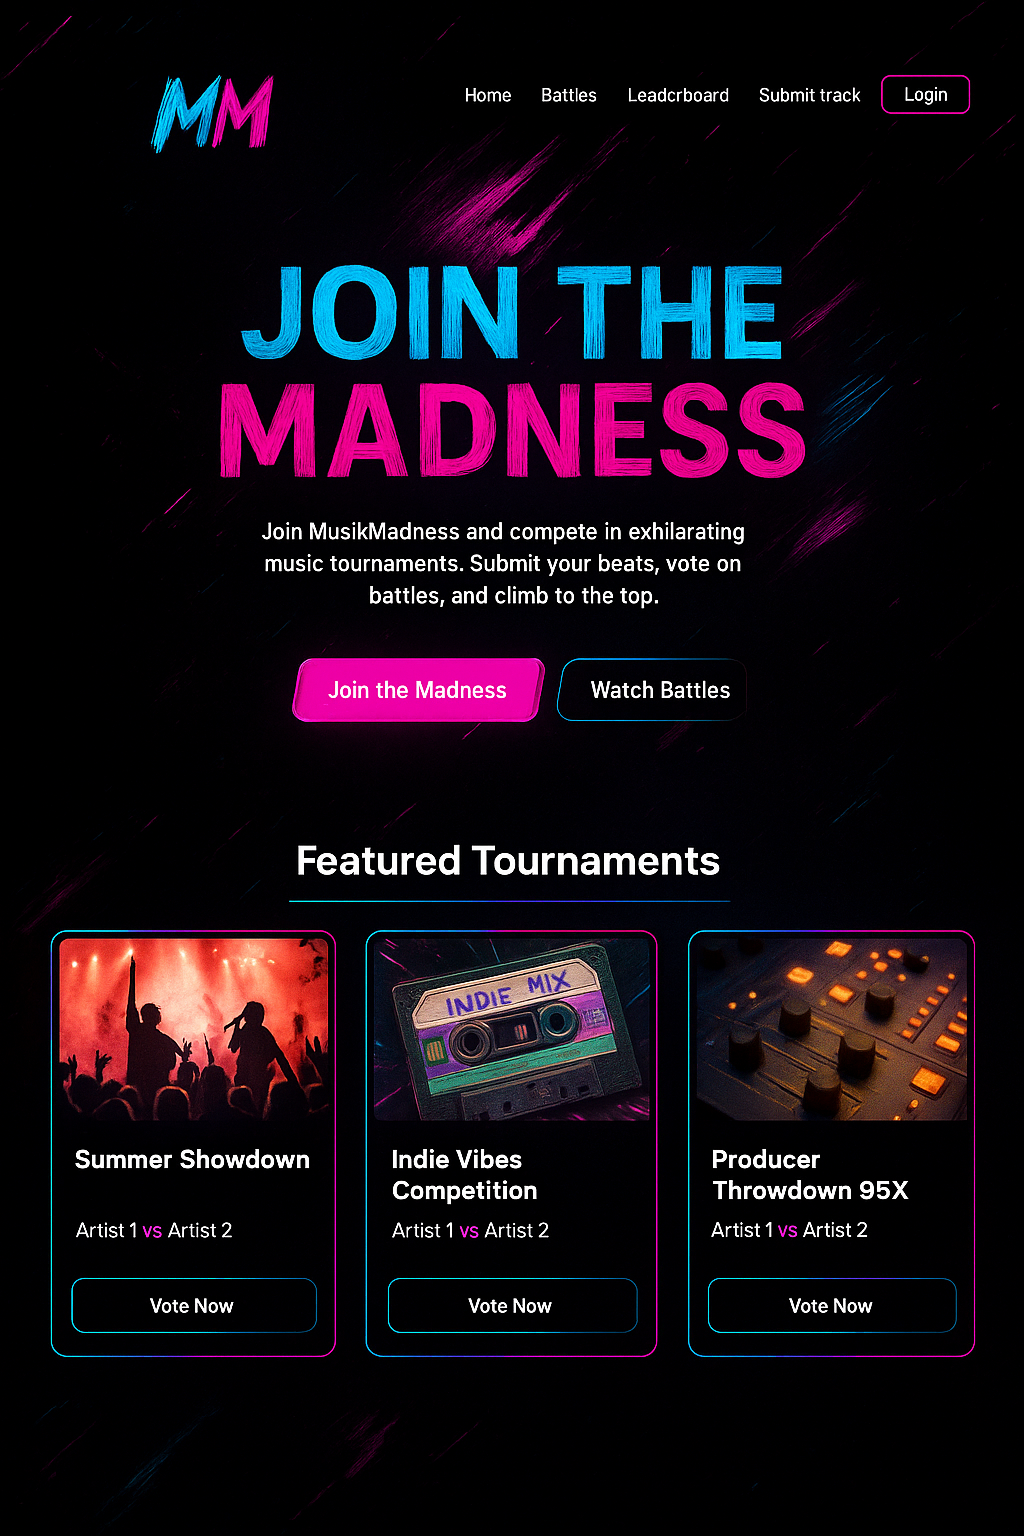 MM
Home Battles Leadcrboard Submit track Login
JOIN THE
MADNESS
Join MusikMadness and compete in exhilarating
music tournaments. Submit your beats, vote on
battles, and climb to the top.
Join the Madness
Watch Battles
Featured Tournaments
INDIE MIX
Summer Showdown
Artist 1 vs Artist 2
Vote Now
Indie Vibes
Competition
Artist 1 vs Artist 2
Vote Now
Producer
Throwdown 95X
Artist 1 vs Artist 2
Vote Now